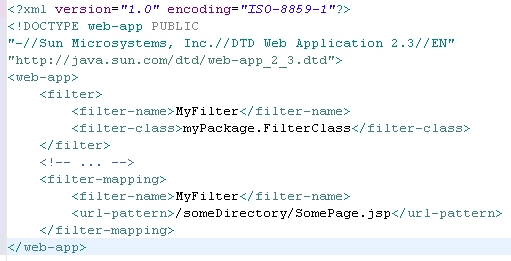 <?xml version="1.0" encoding="ISO-8859-1"?>
<!DOCTYPE web-app PUBLIC
"-//Sun Microsystems, Inc.//DTD Web Application 2.3//EN"
"http://java.sun.com/dtd/web-app_2_3.dtd">
<web-app>
    <filter>
        <filter-name>MyFilter</filter-name>
        <filter-class>myPackage.FilterClass</filter-class>
    </filter>
    <!-- ... -->
    <filter-mapping>
        <filter-name>MyFilter</filter-name>
        <url-pattern>/someDirectory/SomePage.jsp</url-pattern>
    </filter-mapping>
</web-app>